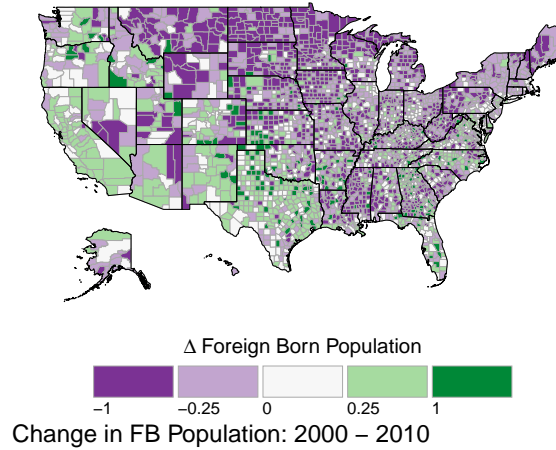 Δ Foreign Born Population
−1 −0.25 0 0.25 1
Change in FB Population: 2000 − 2010